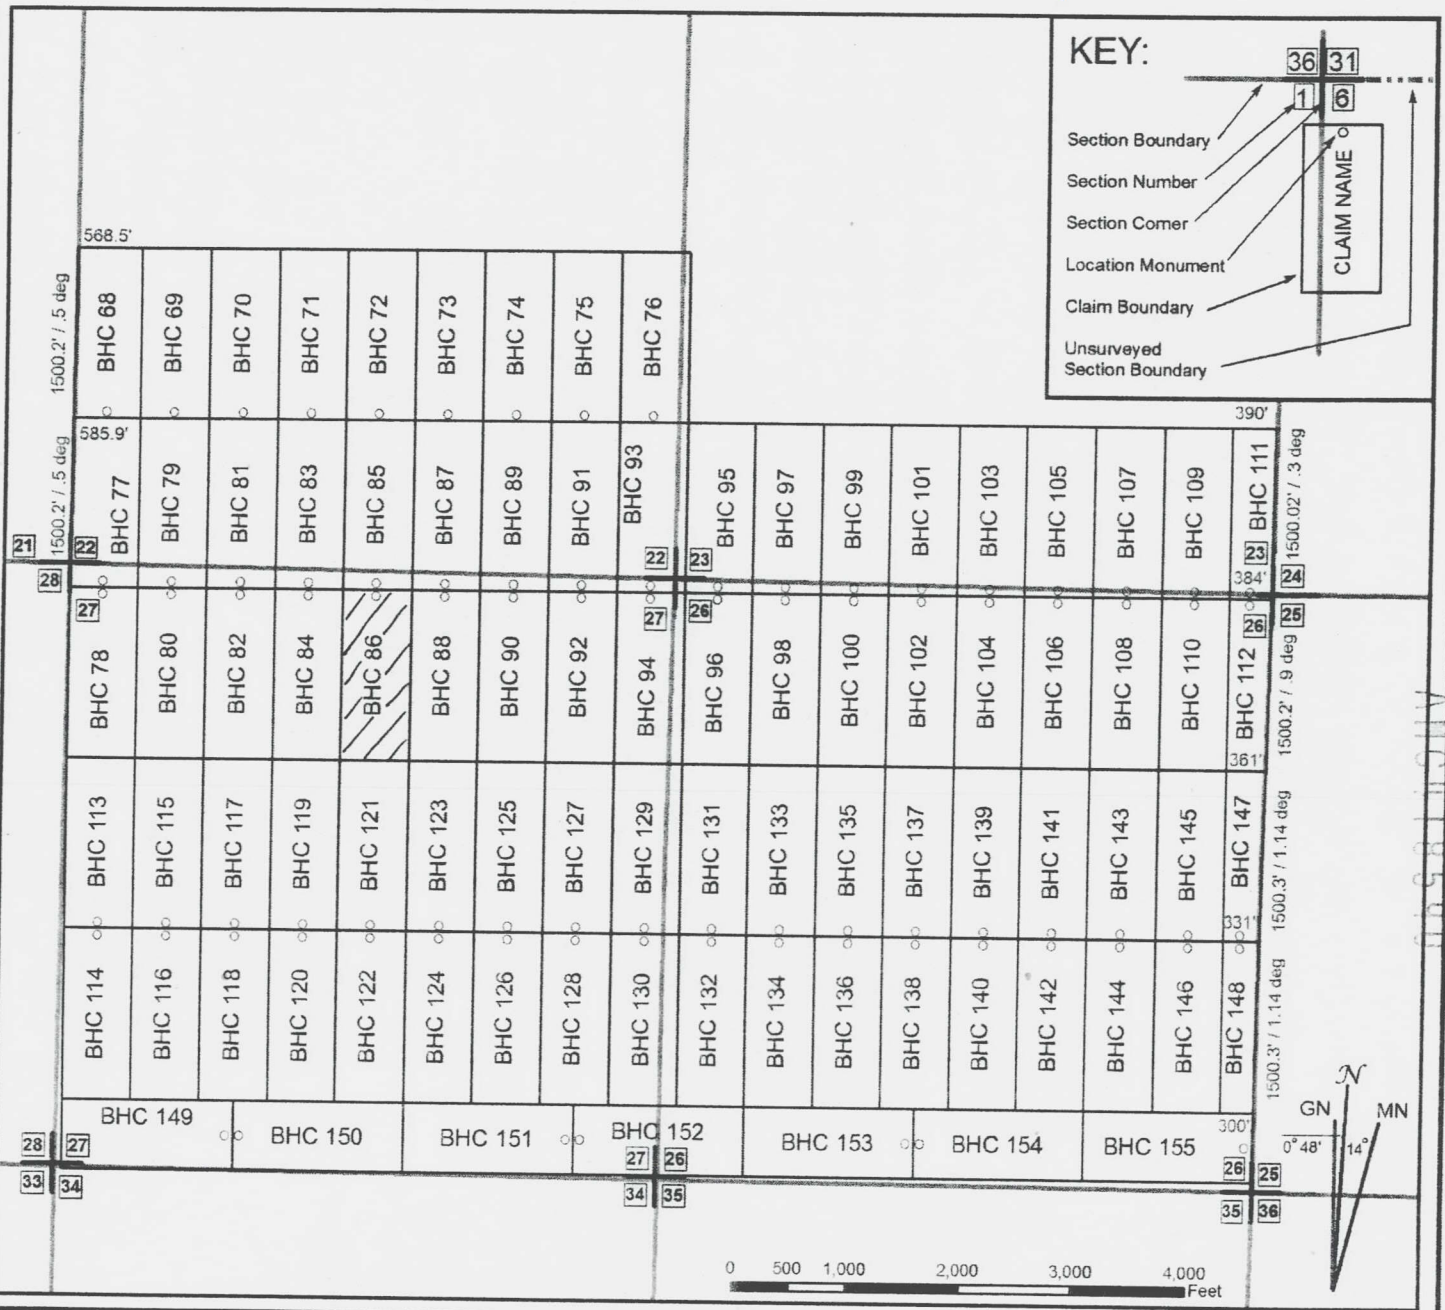 KEY:
36 31
1 6
Section Boundary
Section Number
Section Corner
Location Monument
Claim Boundary
Unsurveyed
Section Boundary
CLAIM NAME
568.5'
1500.2' / .5 deg
BHC 68
BHC 69
BHC 70
BHC 71
BHC 72
BHC 73
BHC 74
BHC 75
BHC 76
390'
585.9'
1500.2' / .5 deg
BHC 77
BHC 79
BHC 81
BHC 83
BHC 85
BHC 87
BHC 89
BHC 91
BHC 93
BHC 95
BHC 97
BHC 99
BHC 101
BHC 103
BHC 105
BHC 107
BHC 109
BHC 111
1500.02' / .3 deg
21 22
28 27
22 23
27 26
23 24
26 25
384'
BHC 78
BHC 80
BHC 82
BHC 84
BHC 86
BHC 88
BHC 90
BHC 92
BHC 94
BHC 96
BHC 98
BHC 100
BHC 102
BHC 104
BHC 106
BHC 108
BHC 110
BHC 112
1500.2' / .9 deg
361'
BHC 113
BHC 115
BHC 117
BHC 119
BHC 121
BHC 123
BHC 125
BHC 127
BHC 129
BHC 131
BHC 133
BHC 135
BHC 137
BHC 139
BHC 141
BHC 143
BHC 145
BHC 147
1500.3' / 1.14 deg
331'
BHC 114
BHC 116
BHC 118
BHC 120
BHC 122
BHC 124
BHC 126
BHC 128
BHC 130
BHC 132
BHC 134
BHC 136
BHC 138
BHC 140
BHC 142
BHC 144
BHC 146
BHC 148
1500.3' / 1.14 deg
BHC 149
BHC 150
BHC 151
BHC 152
BHC 153
BHC 154
BHC 155
300'
28 27
33 34
27 26
34 35
26 25
35 36
N
GN
MN
0°48'
14°
0 500 1,000 2,000 3,000 4,000
Feet